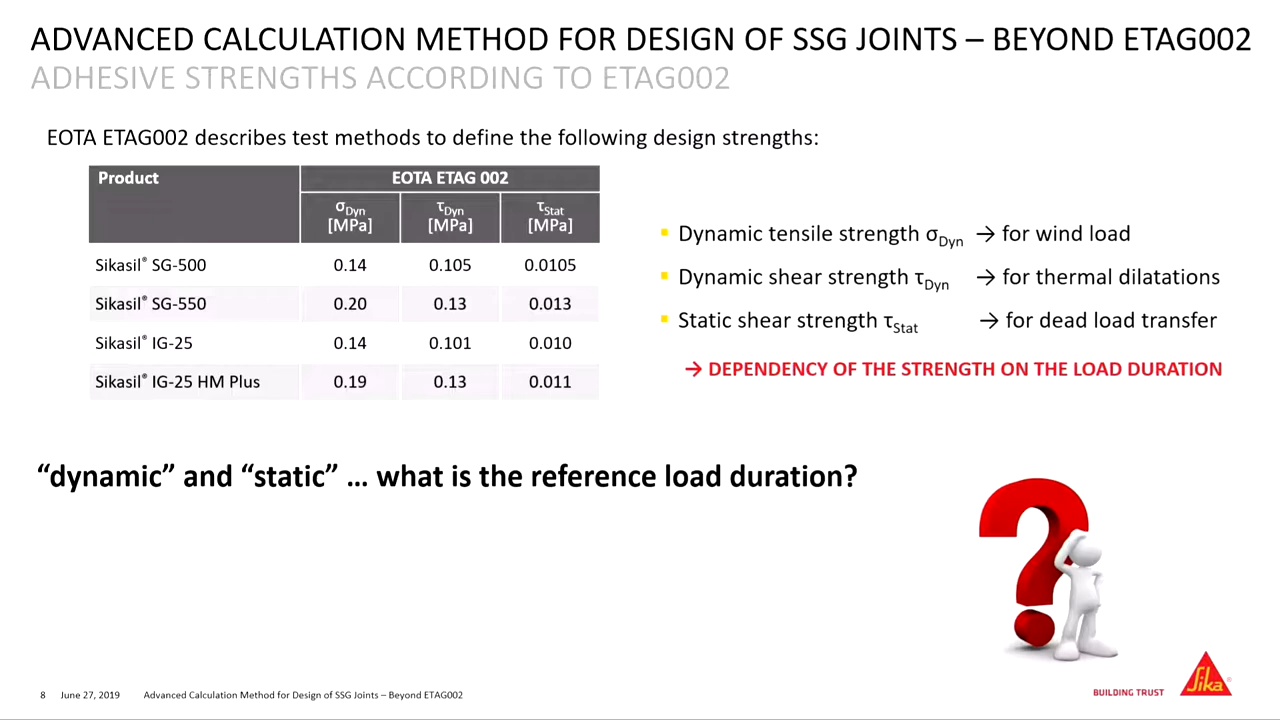 ADVANCED CALCULATION METHOD FOR DESIGN OF SSG JOINTS – BEYOND ETAG002
ADHESIVE STRENGTHS ACCORDING TO ETAG002
EOTA ETAG002 describes test methods to define the following design strengths:
Product EOTA ETAG 002
σDyn [MPa] τDyn [MPa] τStat [MPa]
Sikasil® SG-500 0.14 0.105 0.0105
Sikasil® SG-550 0.20 0.13 0.013
Sikasil® IG-25 0.14 0.101 0.010
Sikasil® IG-25 HM Plus 0.19 0.13 0.011
▪ Dynamic tensile strength σDyn → for wind load
▪ Dynamic shear strength τDyn → for thermal dilatations
▪ Static shear strength τStat → for dead load transfer
→ DEPENDENCY OF THE STRENGTH ON THE LOAD DURATION
“dynamic” and “static” … what is the reference load duration?
8 June 27, 2019 Advanced Calculation Method for Design of SSG Joints – Beyond ETAG002
BUILDING TRUST
Sika®